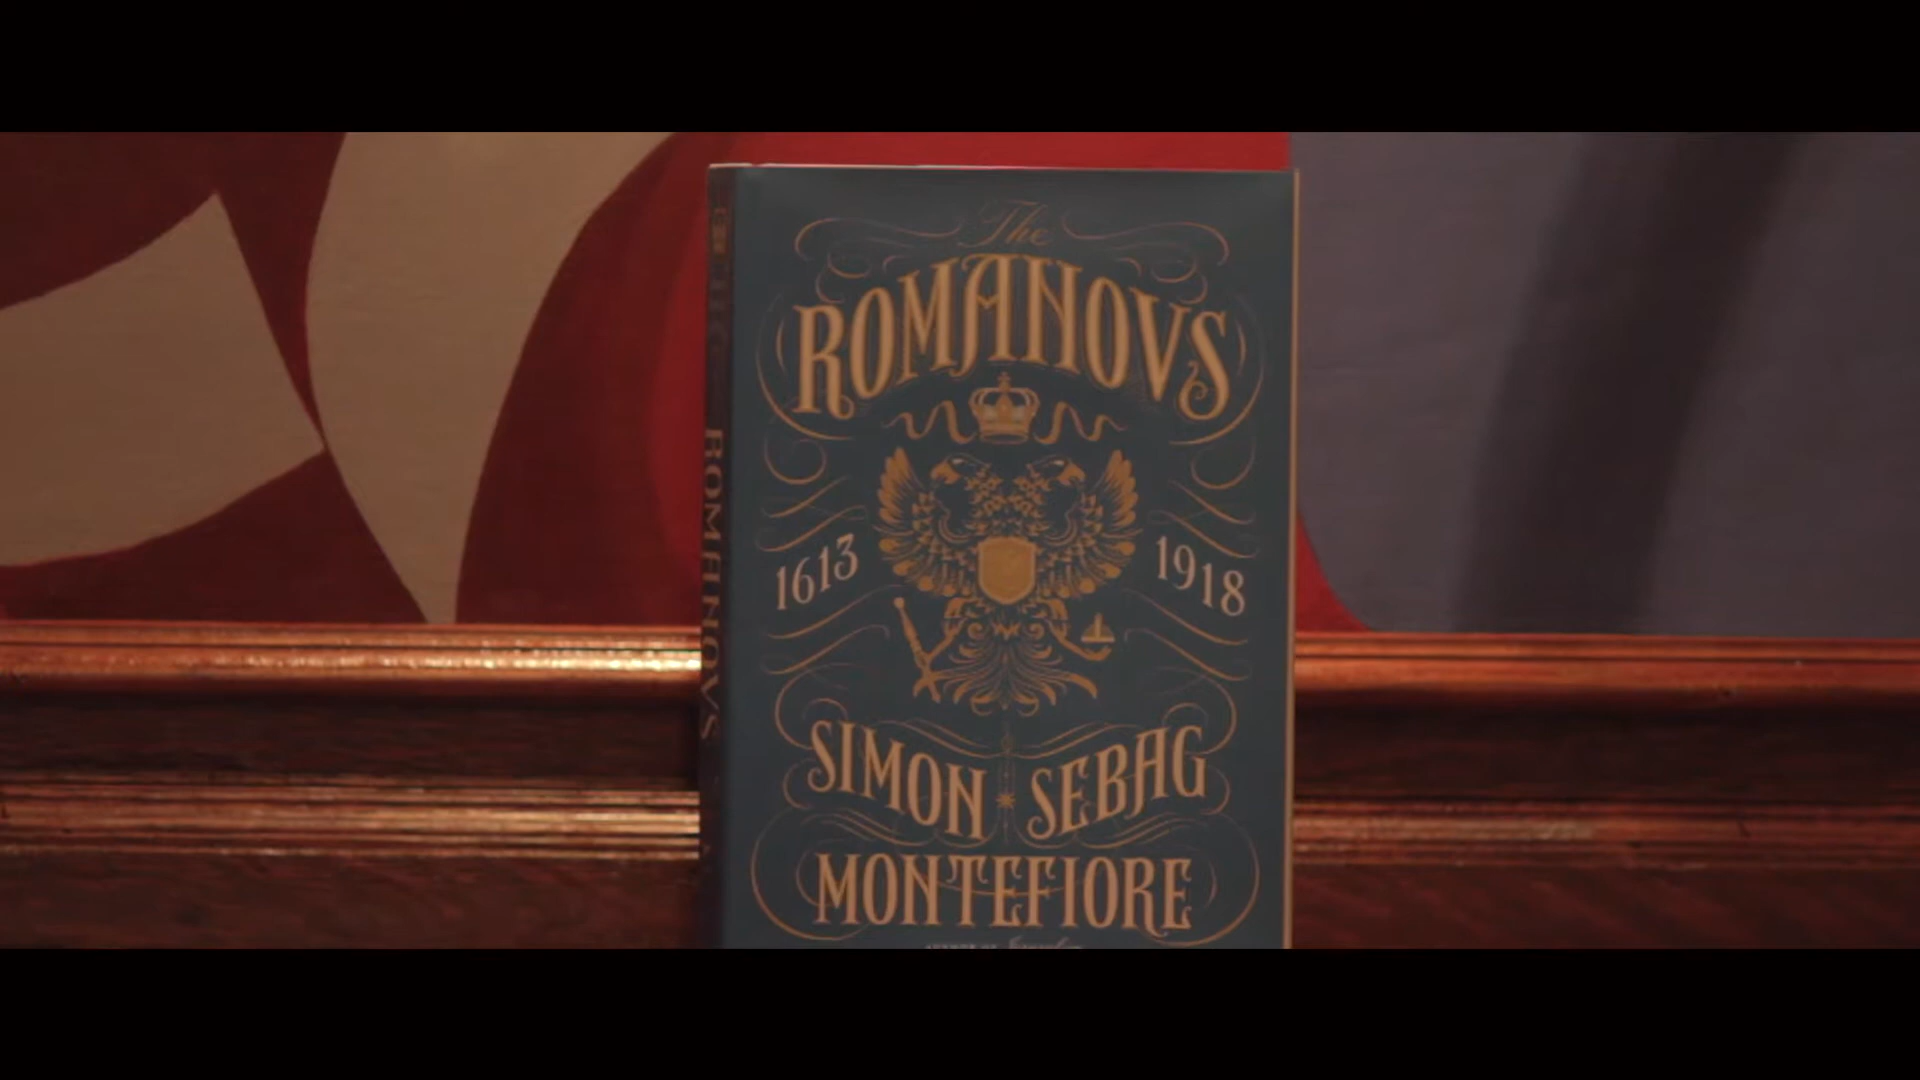 The
ROMANOVS
1613 1918
SIMON SEBAG
MONTEFIORE
ROMANOVS